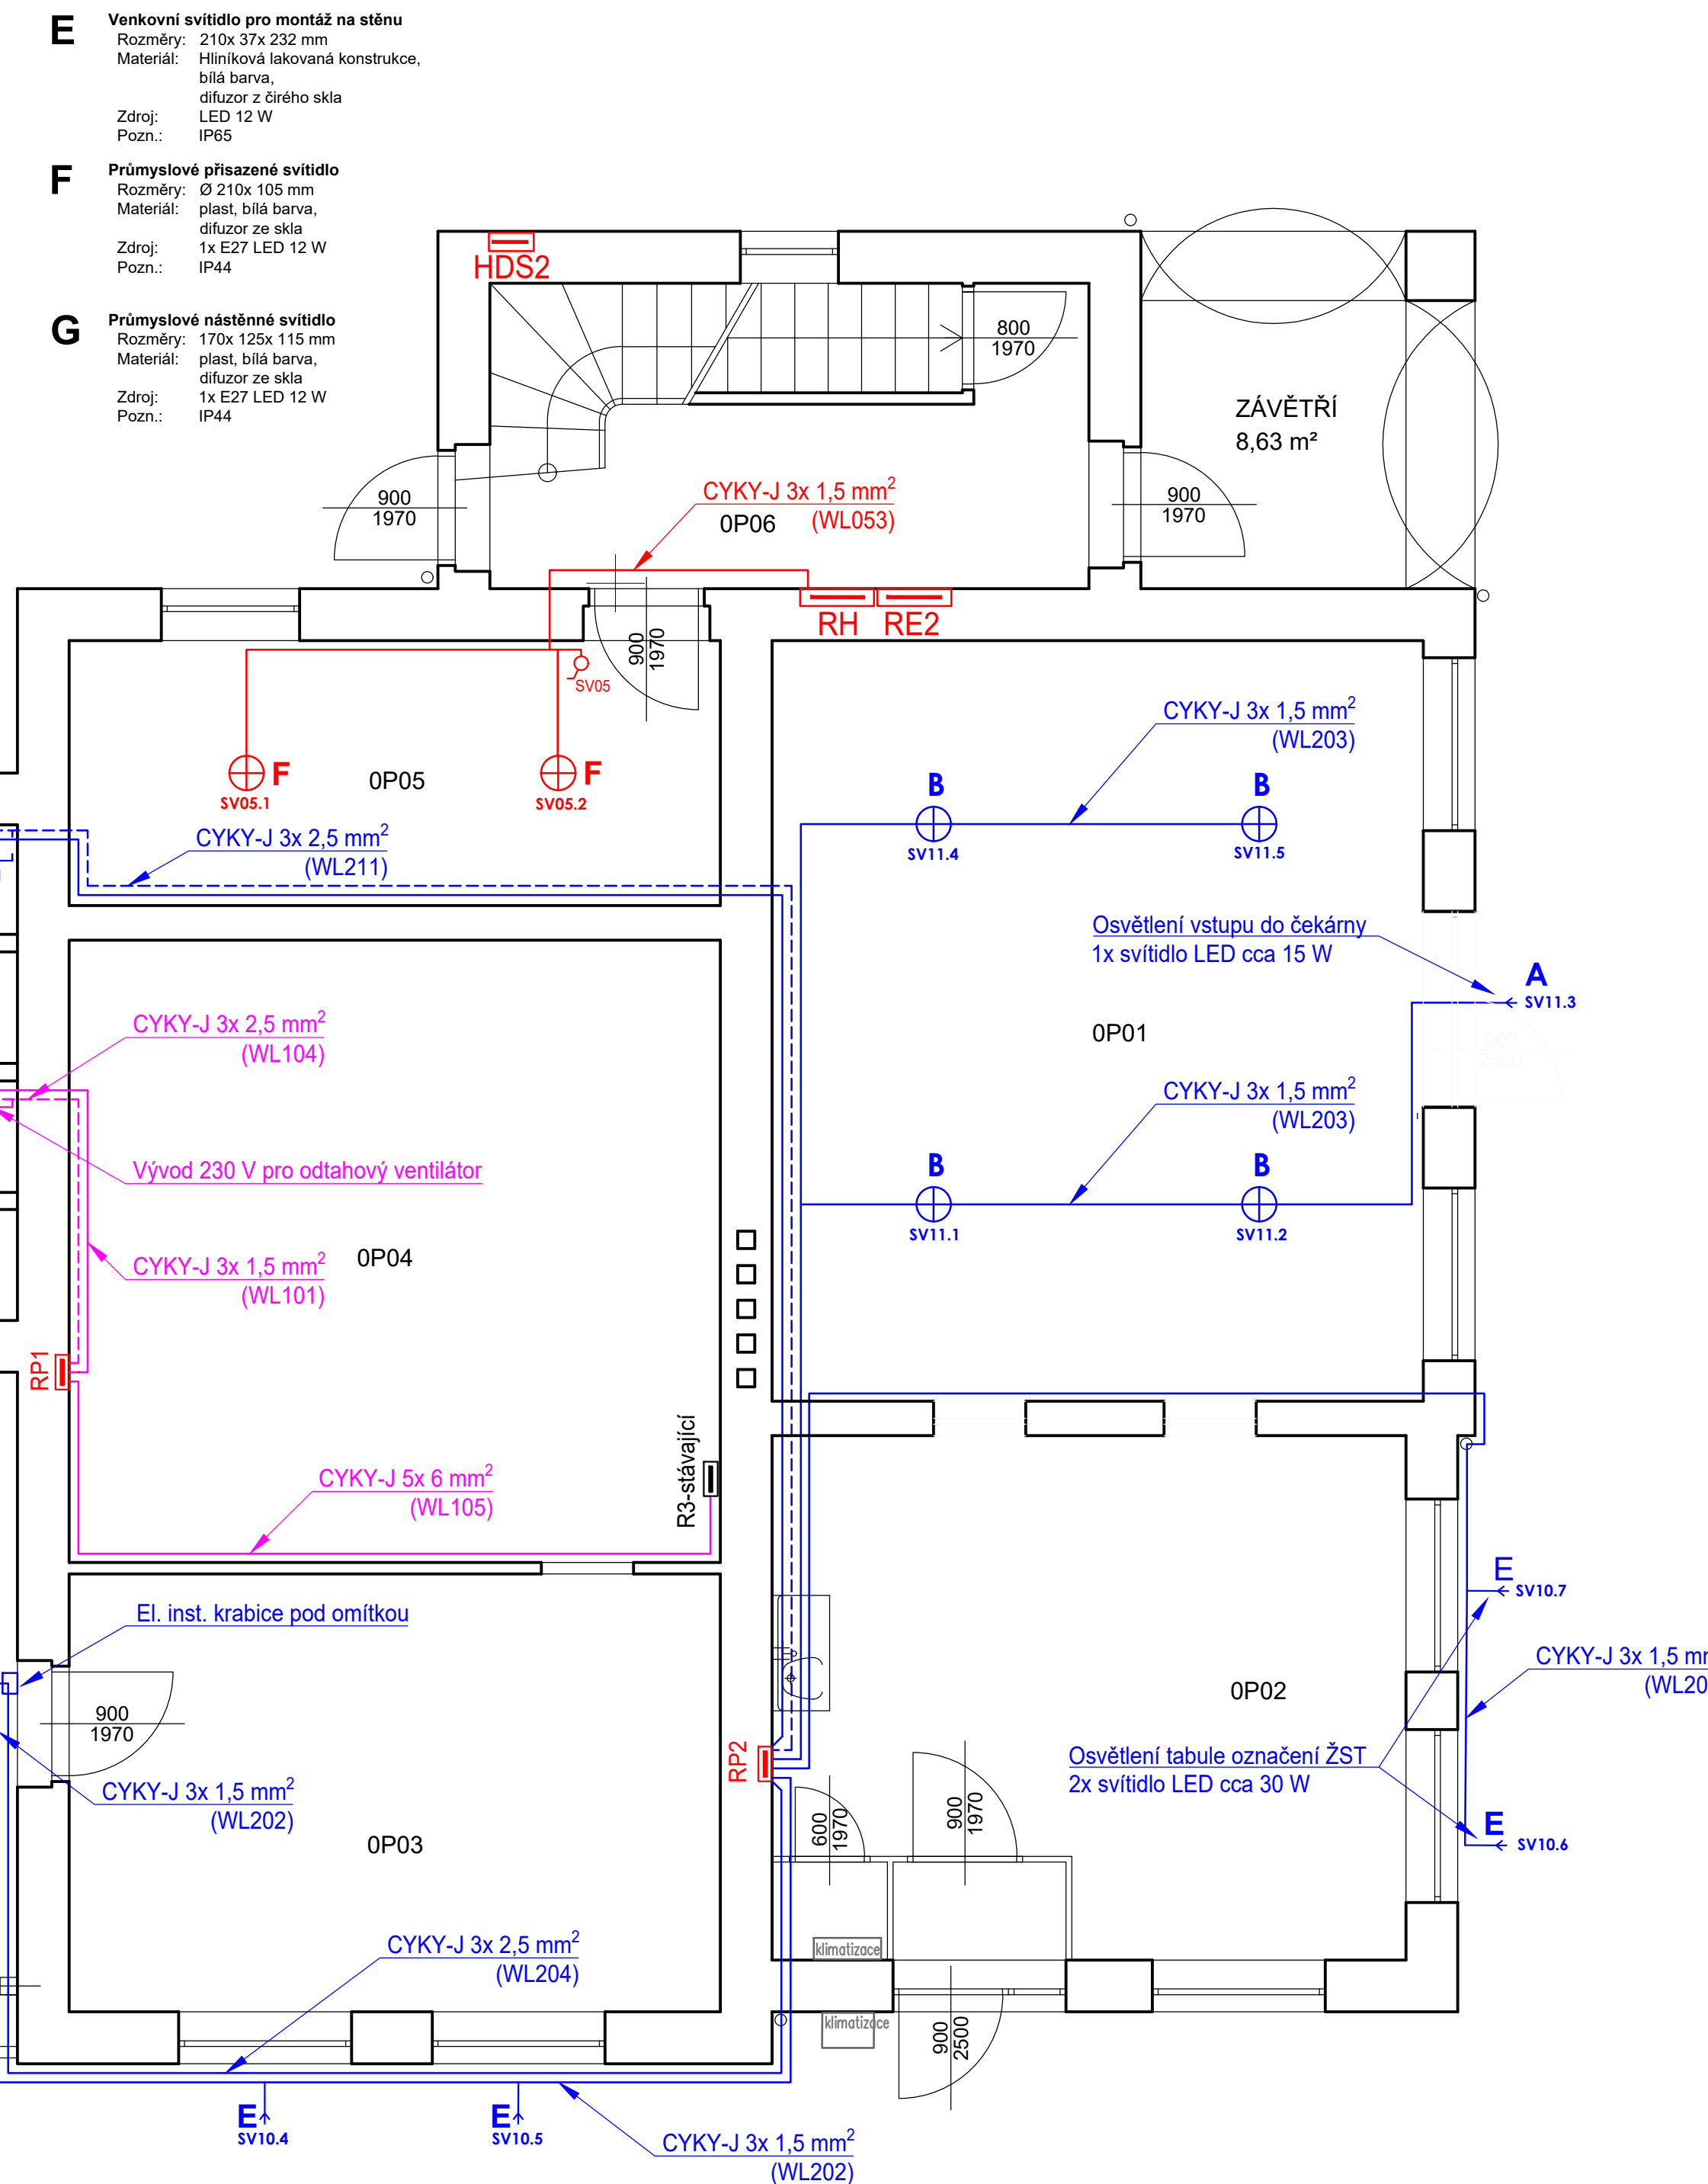 E
Venkovní svítidlo pro montáž na stěnu
Rozměry: 210x 37x 232 mm
Materiál: Hliníková lakovaná konstrukce,
bílá barva,
difuzor z čirého skla
Zdroj: LED 12 W
Pozn.: IP65
F
Průmyslové přisazené svítidlo
Rozměry: Ø 210x 105 mm
Materiál: plast, bílá barva,
difuzor ze skla
Zdroj: 1x E27 LED 12 W
Pozn.: IP44
G
Průmyslové nástěnné svítidlo
Rozměry: 170x 125x 115 mm
Materiál: plast, bílá barva,
difuzor ze skla
Zdroj: 1x E27 LED 12 W
Pozn.: IP44
HDS2
800
1970
ZÁVĚTŘÍ
8,63 m²
900
1970
CYKY-J 3x 1,5 mm²
(WL053)
0P06
900
1970
RH
RE2
900
1970
SV05
F
SV05.1
F
SV05.2
0P05
CYKY-J 3x 2,5 mm²
(WL211)
CYKY-J 3x 1,5 mm²
(WL203)
B
SV11.4
B
SV11.5
Osvětlení vstupu do čekárny
1x svítidlo LED cca 15 W
A
SV11.3
0P01
900
2500
CYKY-J 3x 2,5 mm²
(WL104)
CYKY-J 3x 1,5 mm²
(WL203)
Vývod 230 V pro odtahový ventilátor
B
SV11.1
B
SV11.2
0P04
CYKY-J 3x 1,5 mm²
(WL101)
RP1
R3-stávající
CYKY-J 5x 6 mm²
(WL105)
El. inst. krabice pod omítkou
E
SV10.7
CYKY-J 3x 1,5 m
(WL20
900
1970
0P02
RP2
Osvětlení tabule označení ŽST
2x svítidlo LED cca 30 W
CYKY-J 3x 1,5 mm²
(WL202)
600
1970
900
1970
E
SV10.6
0P03
CYKY-J 3x 2,5 mm²
(WL204)
klimatizace
klimatizace
900
2500
E
SV10.4
E
SV10.5
CYKY-J 3x 1,5 mm²
(WL202)